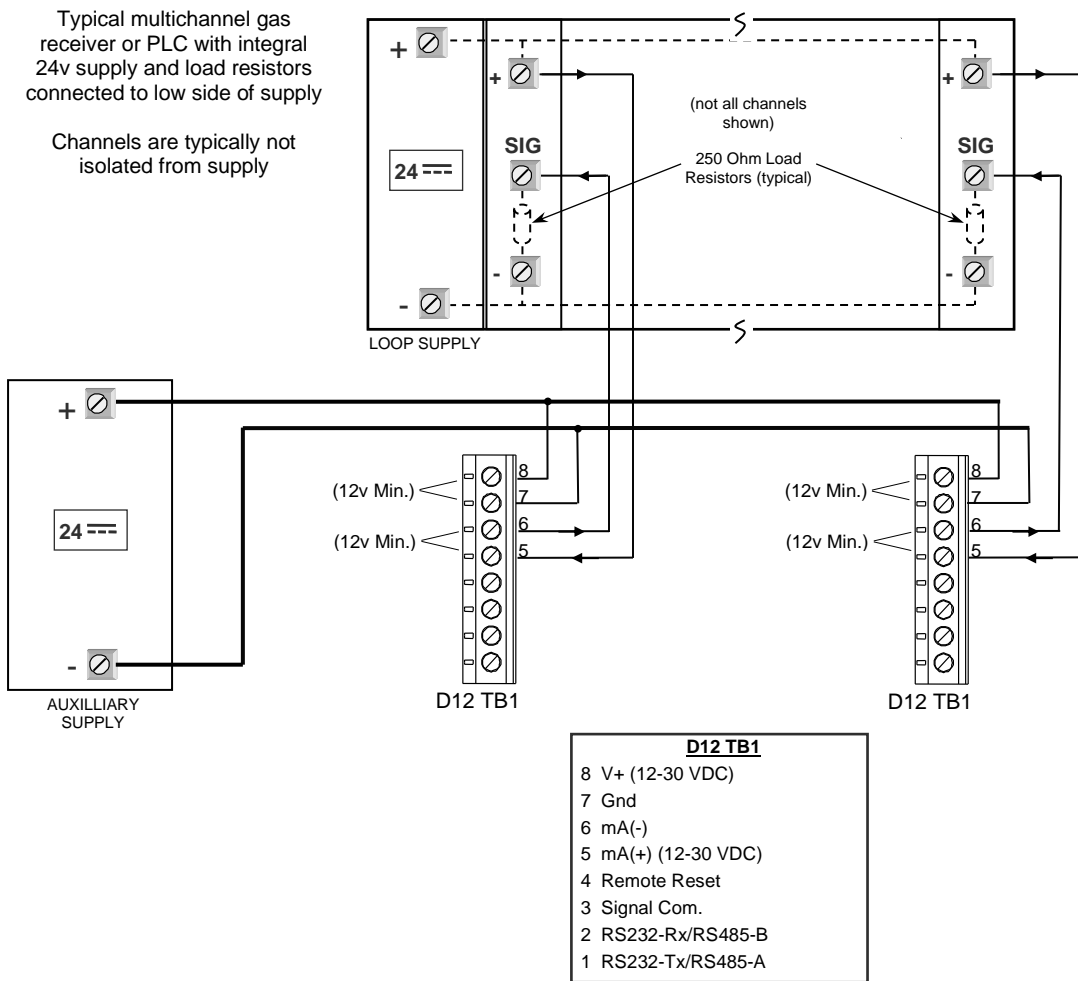 Typical multichannel gas
receiver or PLC with integral
24v supply and load resistors
connected to low side of supply
Channels are typically not
isolated from supply
+
+
+
(not all channels
shown)
SIG
SIG
24
250 Ohm Load
Resistors (typical)
-
-
-
LOOP SUPPLY
+
24
-
AUXILLIARY
SUPPLY
(12v Min.)
(12v Min.)
8
7
6
5
D12 TB1
(12v Min.)
(12v Min.)
8
7
6
5
D12 TB1
D12 TB1
8 V+ (12-30 VDC)
7 Gnd
6 mA(-)
5 mA(+) (12-30 VDC)
4 Remote Reset
3 Signal Com.
2 RS232-Rx/RS485-B
1 RS232-Tx/RS485-A